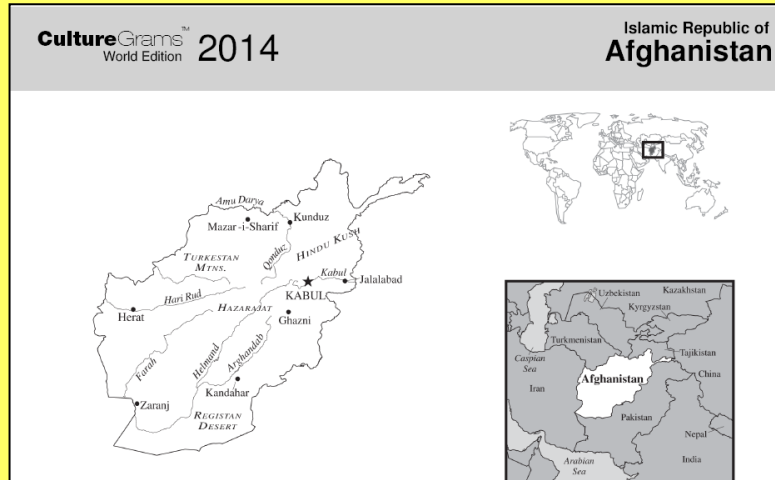 CultureGrams™
World Edition
2014
Islamic Republic of
Afghanistan
Amu Darya
Mazar-i-Sharif
Kunduz
Qonduz
HINDU KUSH
TURKESTAN
MTNS.
Kabul
Jalalabad
KABUL
Hari Rud
Herat
HAZARAJAT
Ghazni
Farah
Helmand
Arghandab
Kandahar
Zaranj
REGISTAN
DESERT
Uzbekistan
Kazakhstan
Kyrgyzstan
Turkmenistan
Caspian
Sea
Tajikistan
China
Iran
Afghanistan
Pakistan
Nepal
India
Arabian
Sea